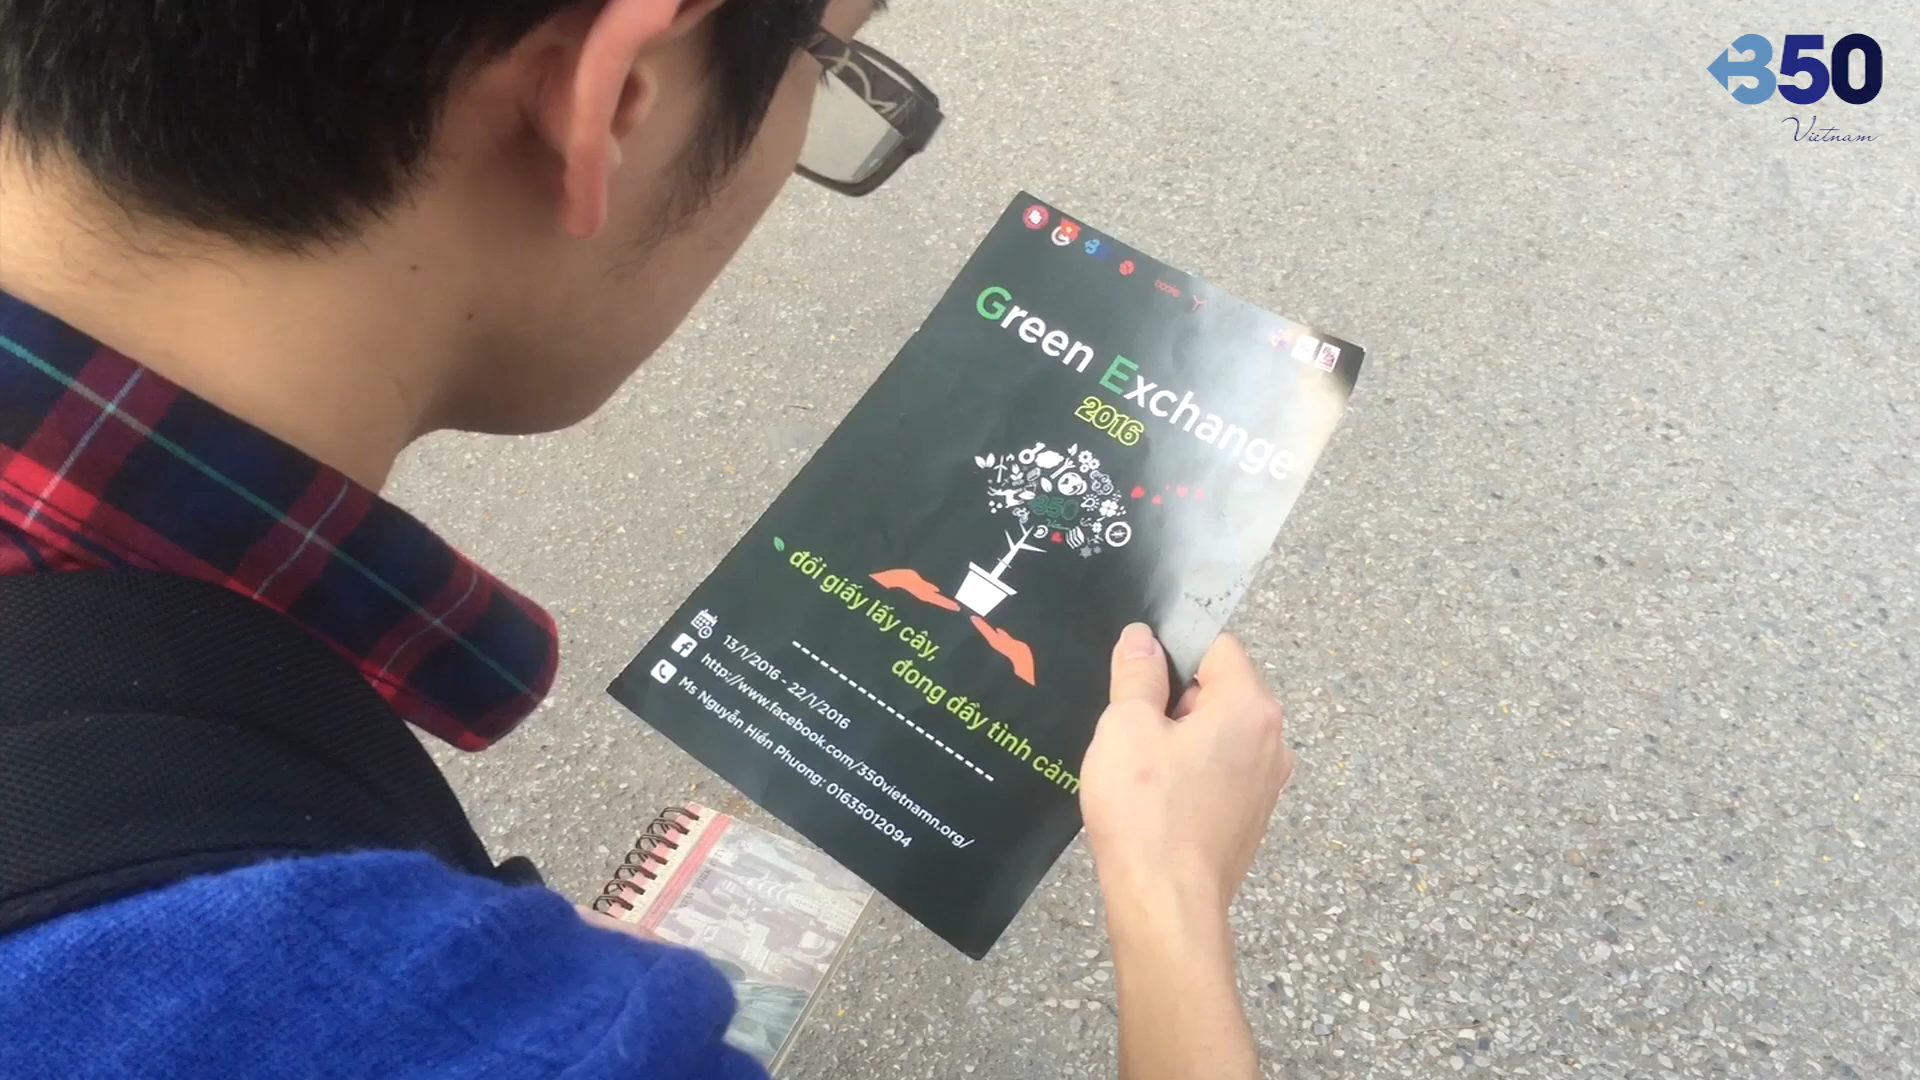 350
Vietnam
Green Exchange
2016
350
đổi giấy lấy cây,
đong đầy tình cảm
13/1/2016 - 22/1/2016
http://www.facebook.com/350vietnamn.org/
Ms Nguyễn Hiền Phương: 01635012094